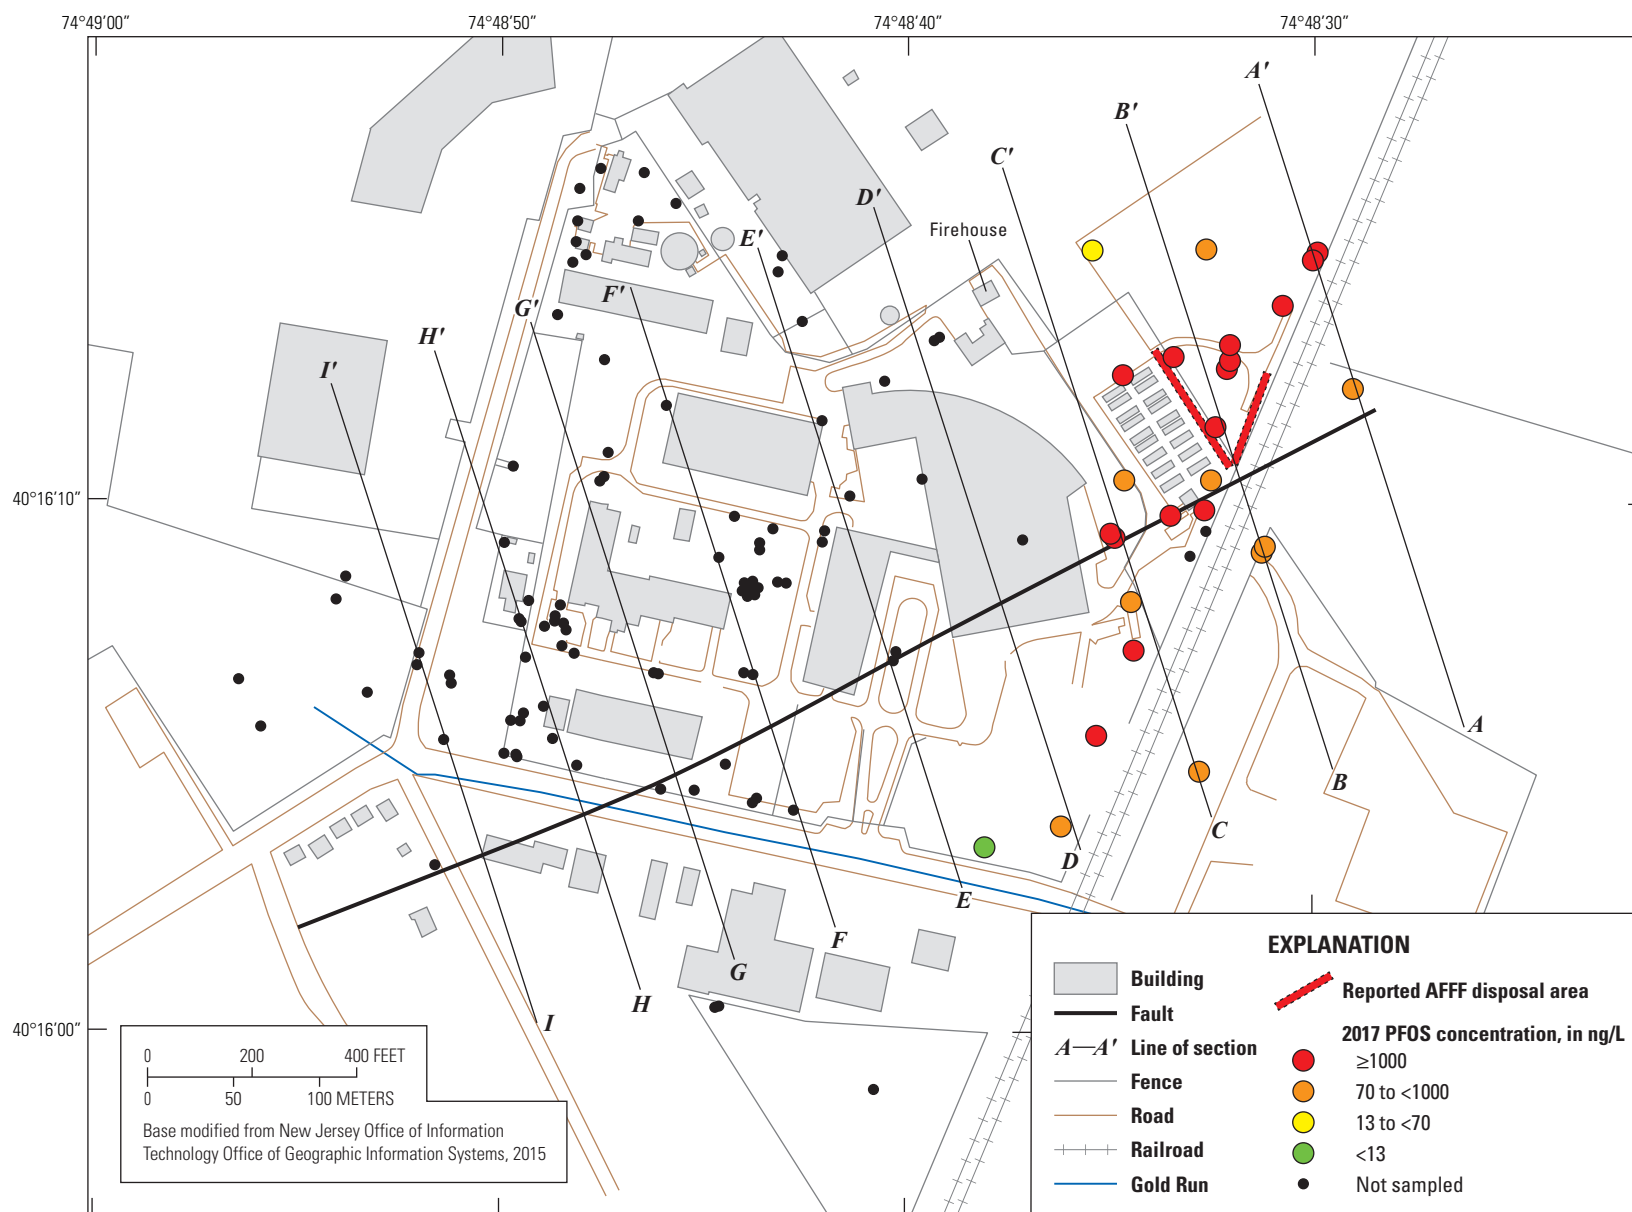 74°49′00″
74°48′50″
74°48′40″
74°48′30″
A′
B′
C′
D′
Firehouse
E′
F′
G′
H′
I′
40°16′10″
A
B
C
D
E
F
G
H
I
40°16′00″
0 200 400 FEET
0 50 100 METERS
Base modified from New Jersey Office of Information
Technology Office of Geographic Information Systems, 2015
EXPLANATION
Building
Fault
A—A′ Line of section
Fence
Road
Railroad
Gold Run
Reported AFFF disposal area
2017 PFOS concentration, in ng/L
≥1000
70 to <1000
13 to <70
<13
Not sampled